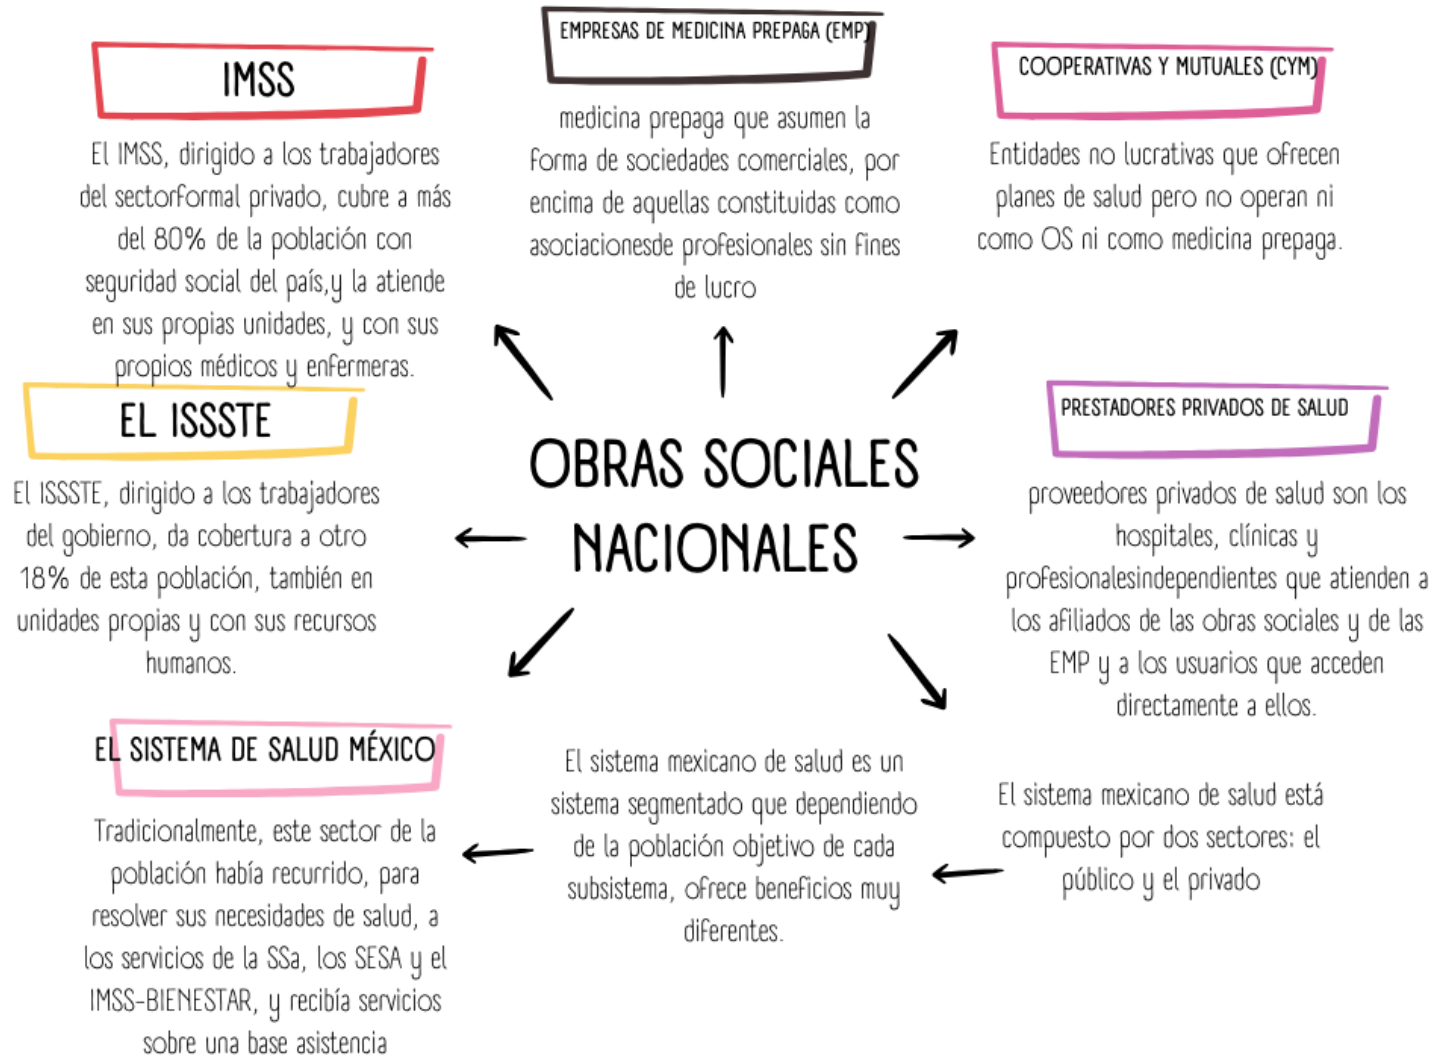 IMSS
El IMSS, dirigido a los trabajadores
del sectorformal privado, cubre a más
del 80% de la población con
seguridad social del país,y la atiende
en sus propias unidades, y con sus
propios médicos y enfermeras.
EMPRESAS DE MEDICINA PREPAGA (EMP)
medicina prepaga que asumen la
forma de sociedades comerciales, por
encima de aquellas constituidas como
asociacionesde profesionales sin fines
de lucro
COOPERATIVAS Y MUTUALES (CYM)
Entidades no lucrativas que ofrecen
planes de salud pero no operan ni
como OS ni como medicina prepaga.
EL ISSSTE
El ISSSTE, dirigido a los trabajadores
del gobierno, da cobertura a otro
18% de esta población, también en
unidades propias y con sus recursos
humanos.
OBRAS SOCIALES
NACIONALES
PRESTADORES PRIVADOS DE SALUD
proveedores privados de salud son los
hospitales, clínicas y
profesionalesindependientes que atienden a
los afiliados de las obras sociales y de las
EMP y a los usuarios que acceden
directamente a ellos.
EL SISTEMA DE SALUD MÉXICO
Tradicionalmente, este sector de la
población había recurrido, para
resolver sus necesidades de salud, a
los servicios de la SSa, los SESA y el
IMSS-BIENESTAR, y recibía servicios
sobre una base asistencia
El sistema mexicano de salud es un
sistema segmentado que dependiendo
de la población objetivo de cada
subsistema, ofrece beneficios muy
diferentes.
El sistema mexicano de salud está
compuesto por dos sectores: el
público y el privado